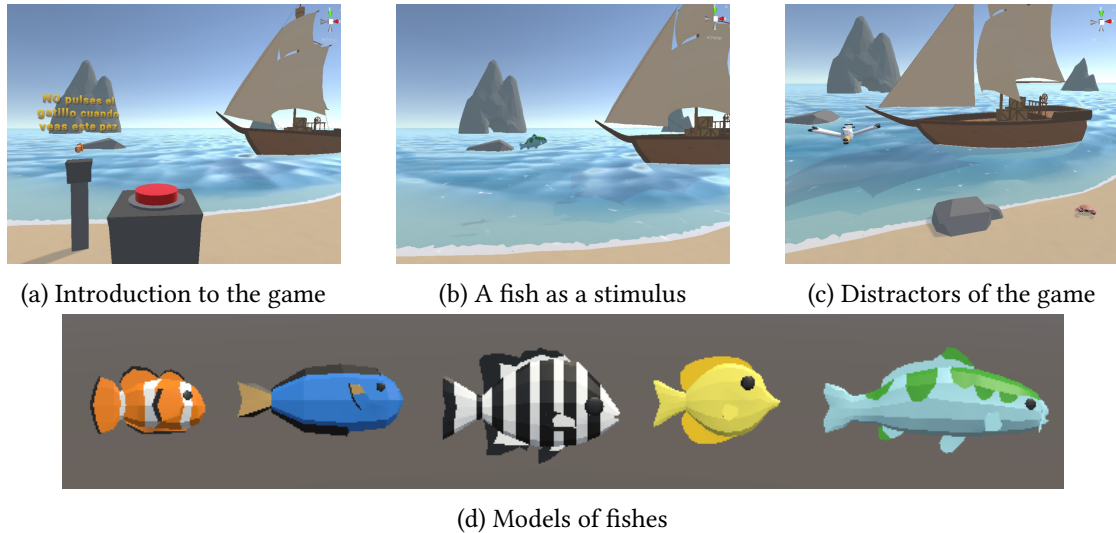 NO pulses el
gatillo cuando
veas este pez
(a) Introduction to the game
(b) A fish as a stimulus
(c) Distractors of the game
(d) Models of fishes